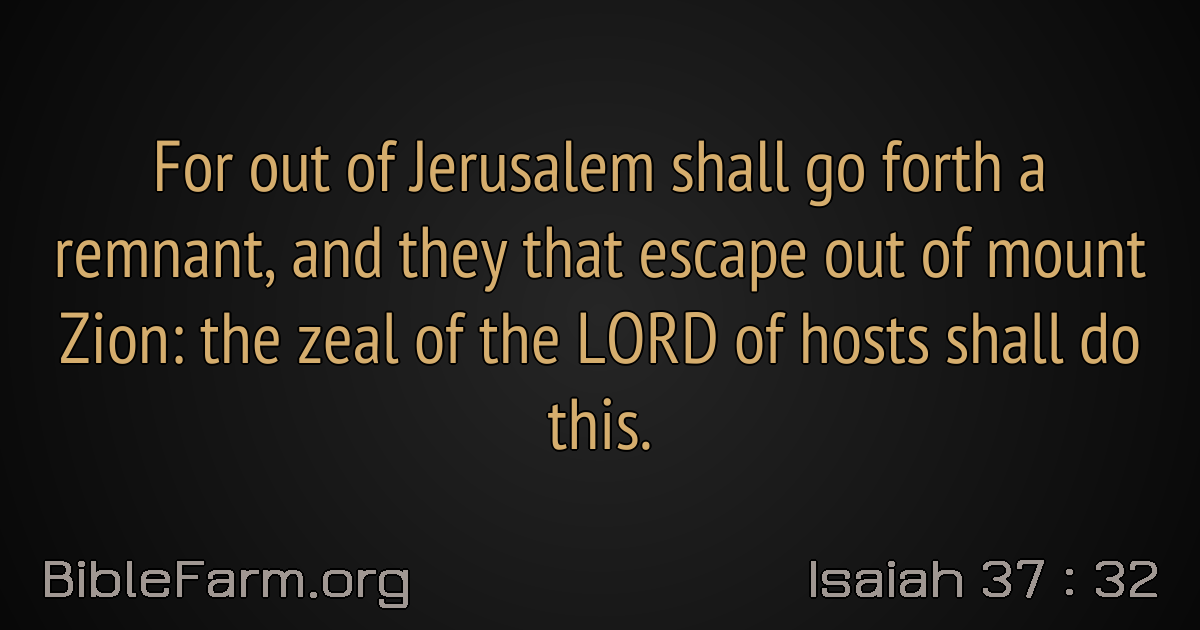 For out of Jerusalem shall go forth a
remnant, and they that escape out of mount
Zion: the zeal of the LORD of hosts shall do
this.
BibleFarm.org
Isaiah 37 : 32